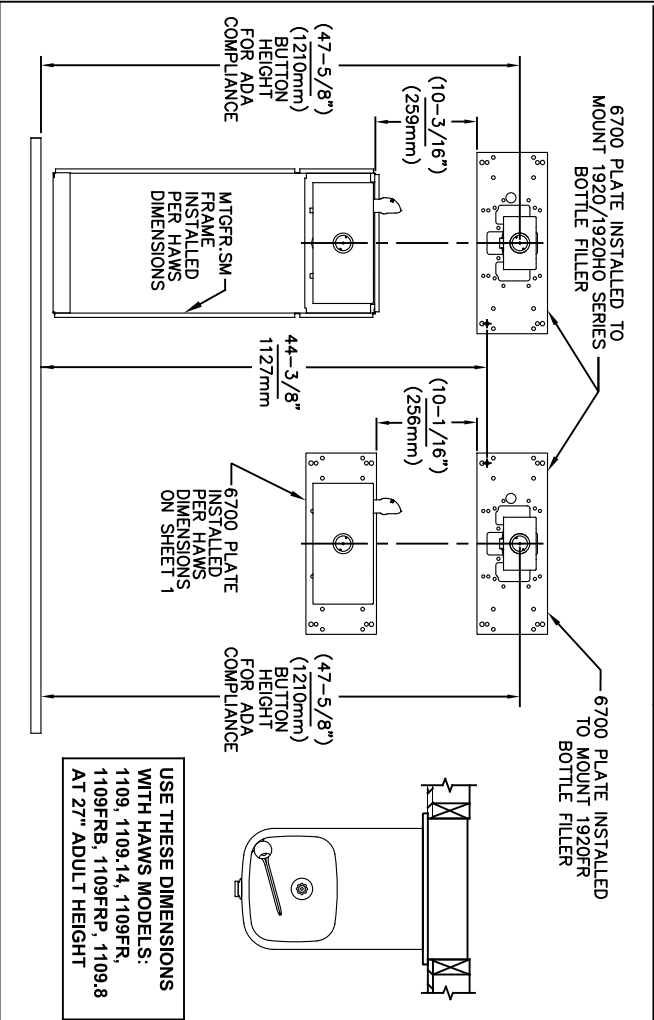 6700 PLATE INSTALLED TO
MOUNT 1920/1920HO SERIES
BOTTLE FILLER
6700 PLATE INSTALLED
TO MOUNT 1920FR
BOTTLE FILLER
(47-5/8")
(1210mm)
BUTTON
HEIGHT
FOR ADA
COMPLIANCE
(10-3/16")
(259mm)
MTGFR.SM
FRAME
INSTALLED
PER HAWS
DIMENSIONS
44-3/8"
1127mm
(10-1/16")
(256mm)
6700 PLATE
INSTALLED
PER HAWS
DIMENSIONS
ON SHEET 1
(47-5/8")
(1210mm)
BUTTON
HEIGHT
FOR ADA
COMPLIANCE
USE THESE DIMENSIONS
WITH HAWS MODELS:
1109, 1109.14, 1109FR,
1109FRB, 1109FRP, 1109.8
AT 27" ADULT HEIGHT